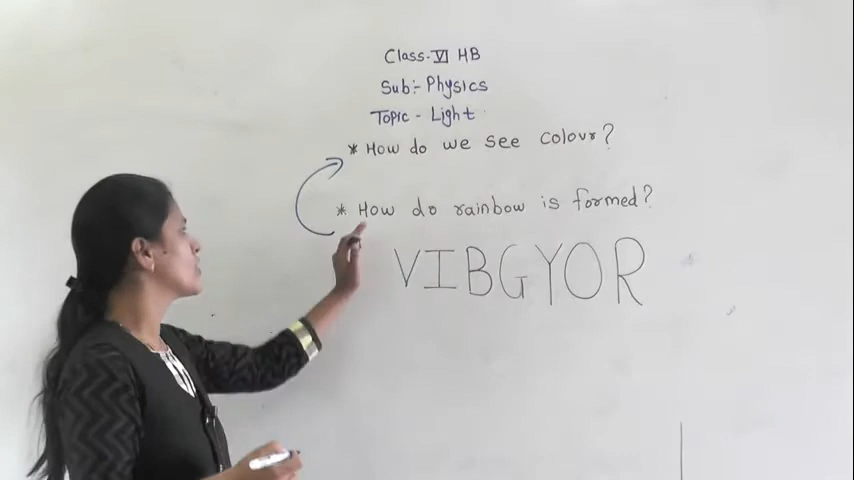 Class-VI HB
Sub:- Physics
Topic - Light
* How do we see colour?
* How do rainbow is formed?
VIBGYOR